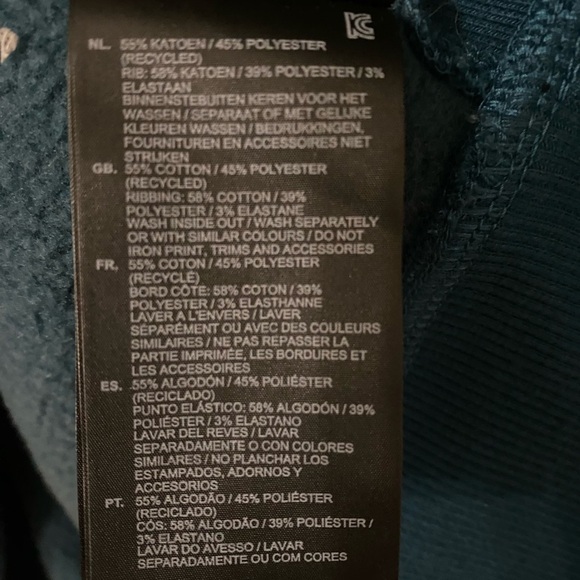 NL. 55% KATOEN / 45% POLYESTER
(RECYCLED)
RIB: 58% KATOEN / 39% POLYESTER / 3%
ELASTAAN
BINNENSTEBUITEN KEREN VOOR HET
WASSEN / SEPARAAT OF MET GELIJKE
KLEUREN WASSEN / BEDRUKKINGEN,
FOURNITUREN EN ACCESSOIRES NIET
STRIJKEN
GB. 55% COTTON / 45% POLYESTER
(RECYCLED)
RIBBING: 58% COTTON / 39%
POLYESTER / 3% ELASTANE
WASH INSIDE OUT / WASH SEPARATELY
OR WITH SIMILAR COLOURS / DO NOT
IRON PRINT, TRIMS AND ACCESSORIES
FR. 55% COTON / 45% POLYESTER
(RECYCLÉ)
BORD CÔTE: 58% COTON / 39%
POLYESTER / 3% ELASTHANNE
LAVER A L'ENVERS / LAVER
SÉPARÉMENT OU AVEC DES COULEURS
SIMILAIRES / NE PAS REPASSER LA
PARTIE IMPRIMÉE, LES BORDURES ET
LES ACCESSOIRES
ES. 55% ALGODÓN / 45% POLIÉSTER
(RECICLADO)
PUNTO ELÁSTICO: 58% ALGODÓN / 39%
POLIÉSTER / 3% ELASTANO
LAVAR DEL REVES / LAVAR
SEPARADAMENTE O CON COLORES
SIMILARES / NO PLANCHAR LOS
ESTAMPADOS, ADORNOS Y
ACCESORIOS
PT. 55% ALGODÃO / 45% POLIÉSTER
(RECICLADO)
CÓS: 58% ALGODÃO / 39% POLIÉSTER /
3% ELASTANO
LAVAR DO AVESSO / LAVAR
SEPARADAMENTE OU COM CORES